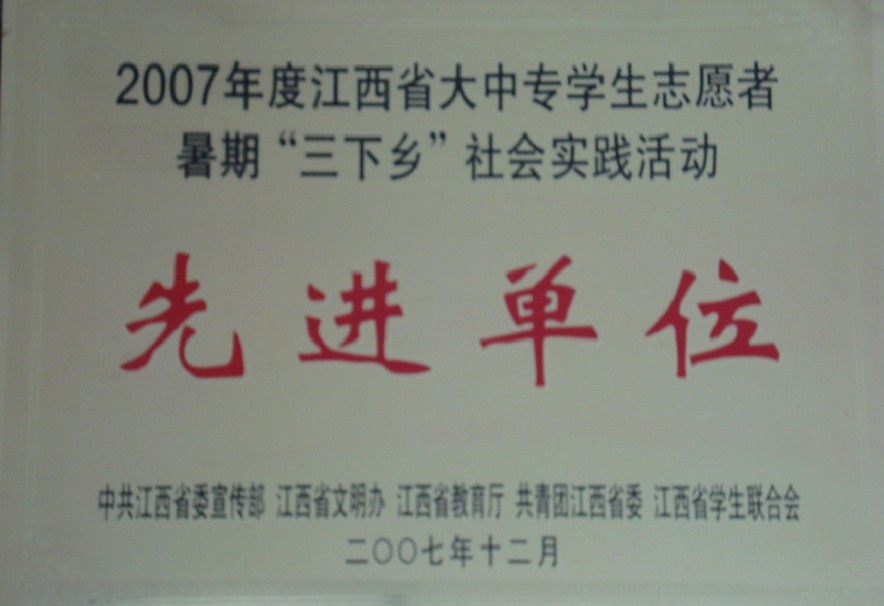 2007年度江西省大中专学生志愿者
暑期“三下乡”社会实践活动
先进单位
中共江西省委宣传部 江西省文明办 江西省教育厅 共青团江西省委 江西省学生联合会
二〇〇七年十二月